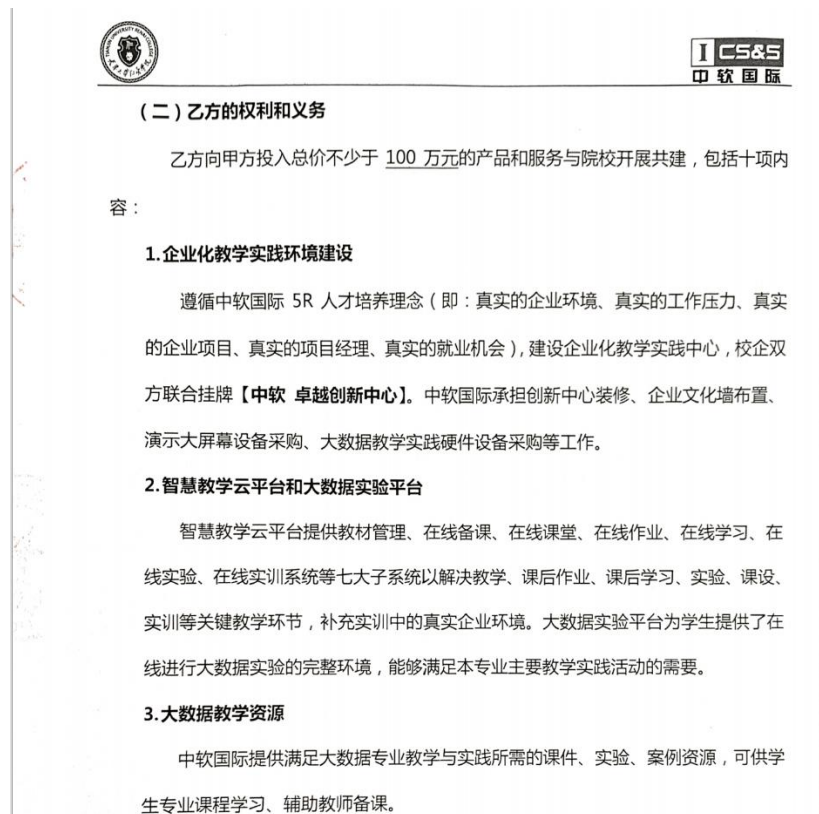 I CS&S
中软国际
（二）乙方的权利和义务
乙方向甲方投入总价不少于 100 万元的产品和服务与院校开展共建，包括十项内
容：
1.企业化教学实践环境建设
遵循中软国际 5R 人才培养理念（即：真实的企业环境、真实的工作压力、真实
的企业项目、真实的项目经理、真实的就业机会），建设企业化教学实践中心，校企双
方联合挂牌【中软 卓越创新中心】。中软国际承担创新中心装修、企业文化墙布置、
演示大屏幕设备采购、大数据教学实践硬件设备采购等工作。
2.智慧教学云平台和大数据实验平台
智慧教学云平台提供教材管理、在线备课、在线课堂、在线作业、在线学习、在
线实验、在线实训系统等七大子系统以解决教学、课后作业、课后学习、实验、课设、
实训等关键教学环节，补充实训中的真实企业环境。大数据实验平台为学生提供了在
线进行大数据实验的完整环境，能够满足本专业主要教学实践活动的需要。
3.大数据教学资源
中软国际提供满足大数据专业教学与实践所需的课件、实验、案例资源，可供学
生专业课程学习、辅助教师备课。